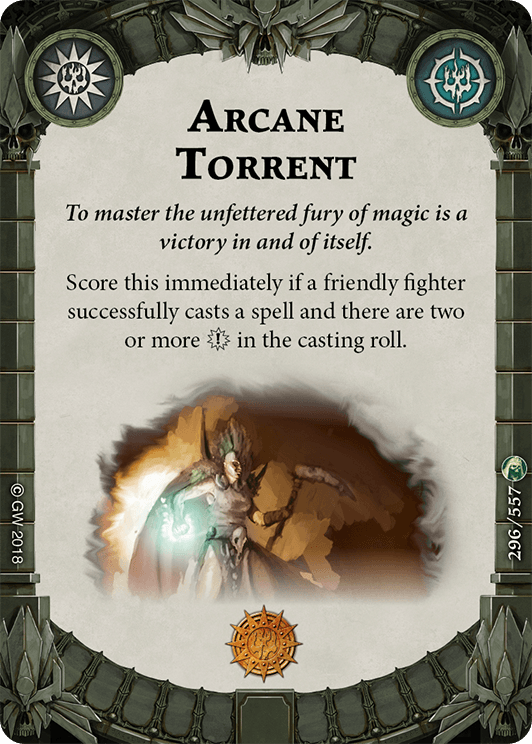 ARCANE
TORRENT
To master the unfettered fury of magic is a
victory in and of itself.
Score this immediately if a friendly fighter
successfully casts a spell and there are two
or more ! in the casting roll.
© GW 2018
296/557